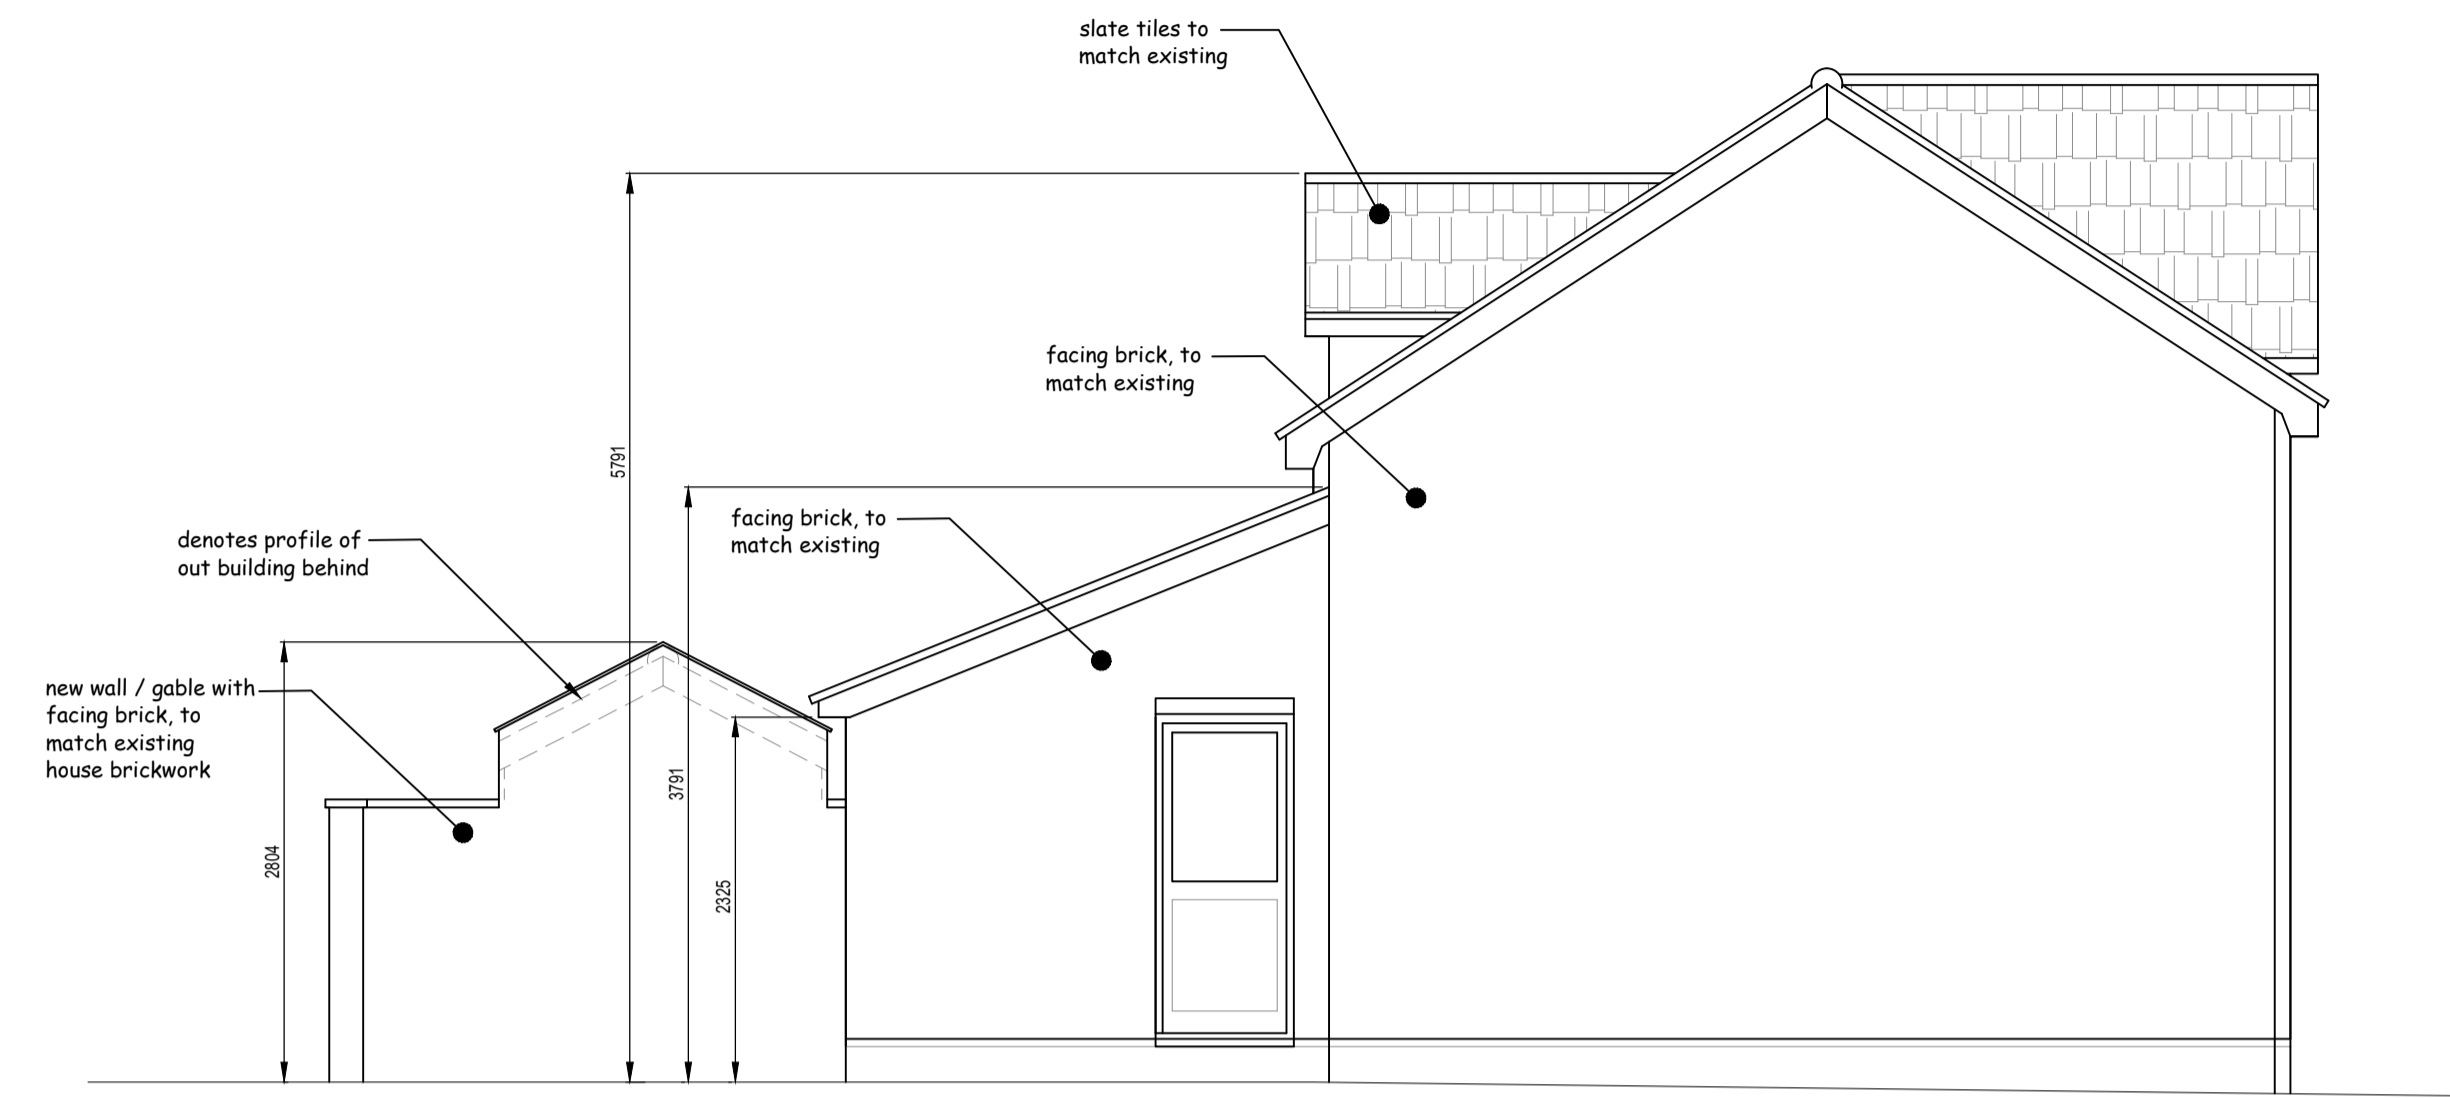 slate tiles to
match existing
facing brick, to
match existing
5791
facing brick, to
match existing
denotes profile of
out building behind
new wall / gable with
facing brick, to
match existing
house brickwork
3791
2804
2325